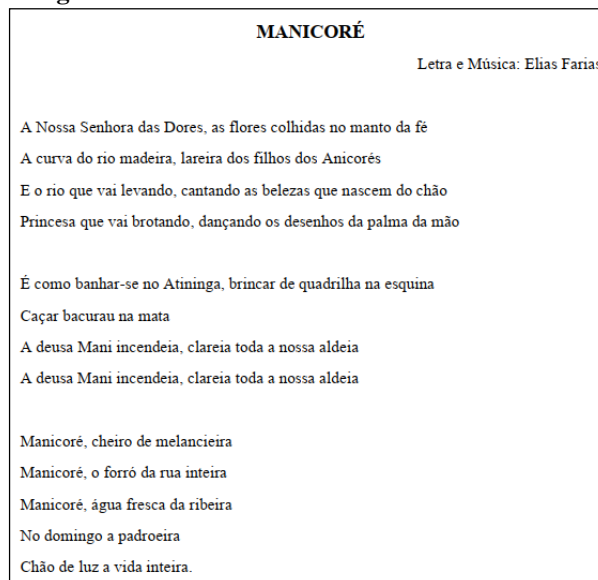 MANICORÉ
Letra e Música: Elias Farias
A Nossa Senhora das Dores, as flores colhidas no manto da fé
A curva do rio madeira, lareira dos filhos dos Anicorés
E o rio que vai levando, cantando as belezas que nascem do chão
Princesa que vai brotando, dançando os desenhos da palma da mão
É como banhar-se no Atininga, brincar de quadrilha na esquina
Caçar bacurau na mata
A deusa Mani incendeia, clareia toda a nossa aldeia
A deusa Mani incendeia, clareia toda a nossa aldeia
Manicoré, cheiro de melancieira
Manicoré, o forró da rua inteira
Manicoré, água fresca da ribeira
No domingo a padroeira
Chão de luz a vida inteira.